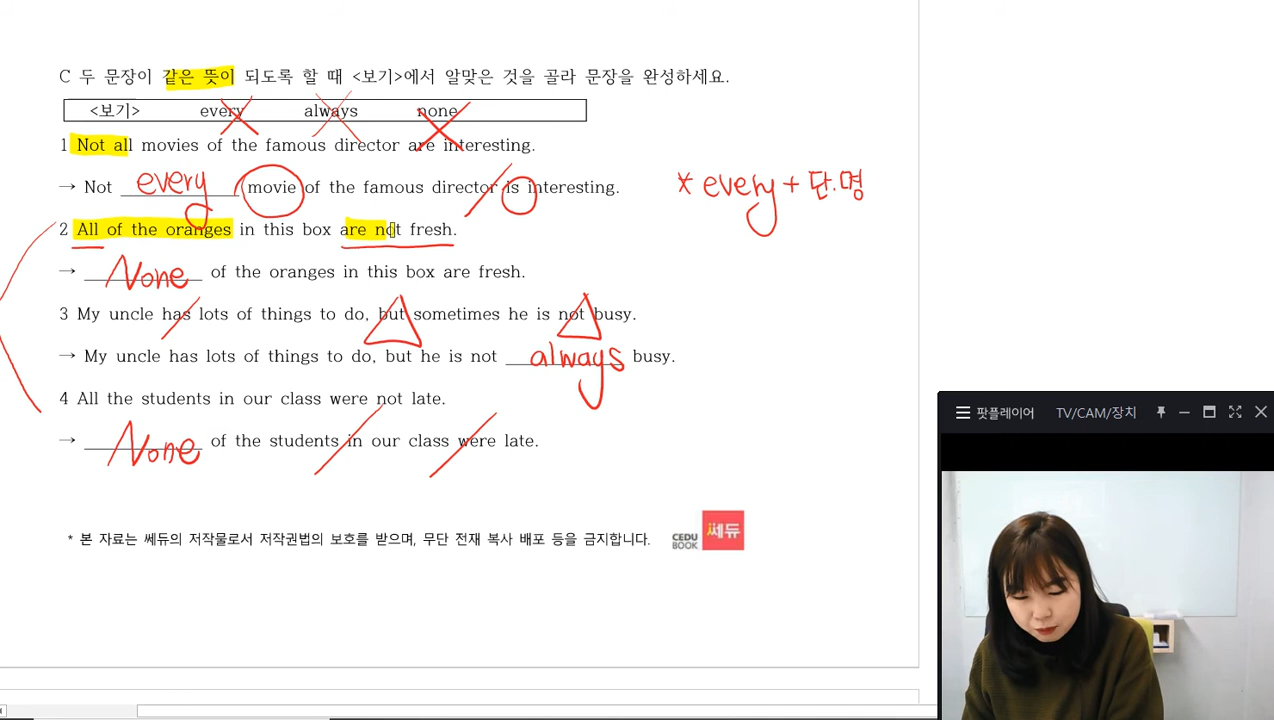 C 두 문장이 같은 뜻이 되도록 할 때 <보기>에서 알맞은 것을 골라 문장을 완성하세요.
<보기> every always none
1 Not all movies of the famous director are interesting.
→ Not every movie of the famous director is interesting.
* every + 단.명
2 All of the oranges in this box are not fresh.
→ None of the oranges in this box are fresh.
3 My uncle has lots of things to do, but sometimes he is not busy.
→ My uncle has lots of things to do, but he is not always busy.
4 All the students in our class were not late.
→ None of the students in our class were late.
* 본 자료는 쎄듀의 저작물로서 저작권법의 보호를 받으며, 무단 전재 복사 배포 등을 금지합니다.
CEDU
BOOK
쎄듀
팟플레이어 TV/CAM/장치